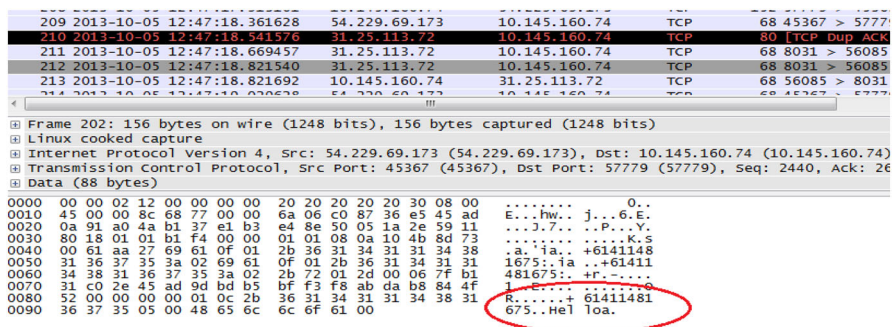 209 2013-10-05 12:47:18.361628 54.229.69.173 10.145.160.74 TCP 68 45367 > 5777
210 2013-10-05 12:47:18.541576 31.25.113.72 10.145.160.74 TCP 80 [TCP Dup ACK
211 2013-10-05 12:47:18.669457 31.25.113.72 10.145.160.74 TCP 68 8031 > 56085
212 2013-10-05 12:47:18.821540 31.25.113.72 10.145.160.74 TCP 68 8031 > 56085
213 2013-10-05 12:47:18.821692 10.145.160.74 31.25.113.72 TCP 68 56085 > 8031
Frame 202: 156 bytes on wire (1248 bits), 156 bytes captured (1248 bits)
Linux cooked capture
Internet Protocol Version 4, Src: 54.229.69.173 (54.229.69.173), Dst: 10.145.160.74 (10.145.160.74)
Transmission Control Protocol, Src Port: 45367 (45367), Dst Port: 57779 (57779), Seq: 2440, Ack: 26
Data (88 bytes)
0000 00 00 02 12 00 00 00 00 20 20 20 20 20 30 08 00 ........ 0..
0010 45 00 00 8c 68 77 00 00 6a 06 c0 87 36 e5 45 ad E...hw.. j...6.E.
0020 0a 91 a0 4a b1 37 e1 b3 e4 8e 50 05 1a 2e 59 11 ...J.7.. ..P...Y.
0030 80 18 01 01 b1 f4 00 00 01 01 08 0a 10 4b 8d 73 ........ .....K.s
0040 00 61 aa 27 69 61 0f 01 2b 36 31 34 31 31 34 38 .a.'ia.. +6141148
0050 31 36 37 35 3a 02 69 61 0f 01 2b 36 31 34 31 31 1675:.ia ..+61411
0060 34 38 31 36 37 35 3a 02 2b 72 01 2d 00 06 7f b1 481675:. +r.-....
0070 31 c0 2e 45 ad 9d bd b5 bf f3 f8 ab da b8 84 4f 1..E.... .......O
0080 52 00 00 00 00 01 0c 2b 36 31 34 31 31 34 38 31 R......+ 61411481
0090 36 37 35 05 00 48 65 6c 6c 6f 61 00 675..Hel loa.